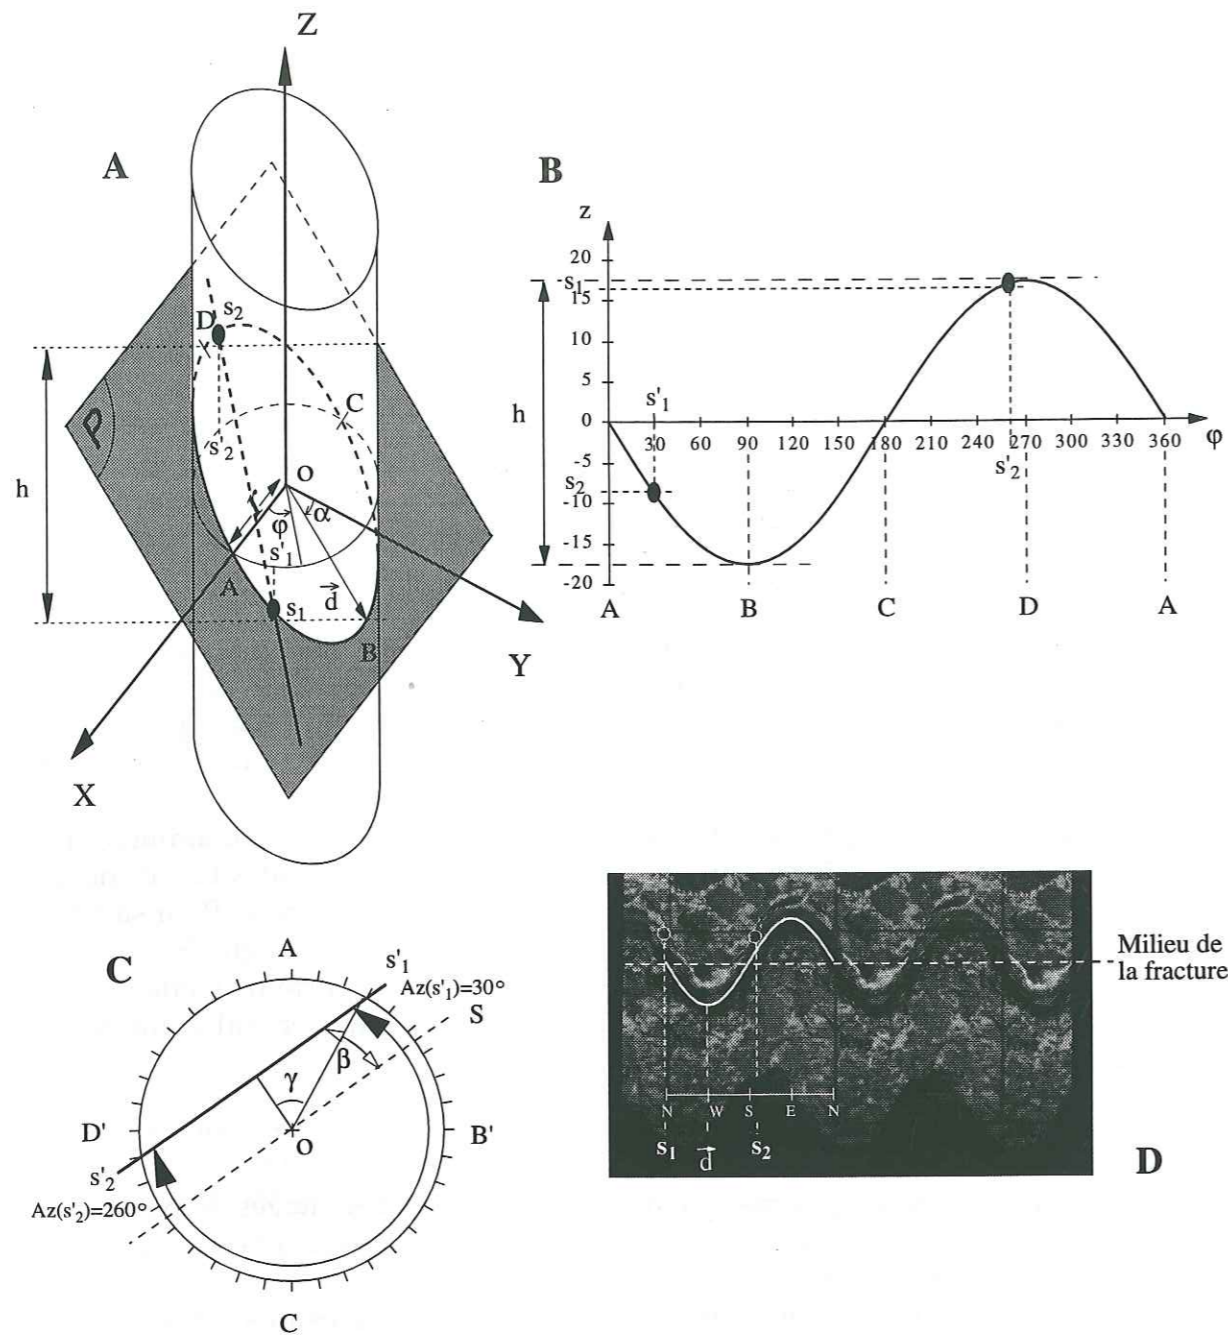 Z
A
s2
D
C
s'2
P
h
O
φ
α
s'1
A
d
s1
B
Y
X
B
z
20
s1
15
10
5
0
-5
s2
-10
-15
-20
h
s'1
30 60 90 120 150 180 210 240 270 300 330 360
φ
s'2
A B C D A
C
A
s'1
Az(s'1)=30°
S
β
γ
D'
O
B'
s'2
Az(s'2)=260°
C
Milieu de
la fracture
N W S E N
s1 d s2
D